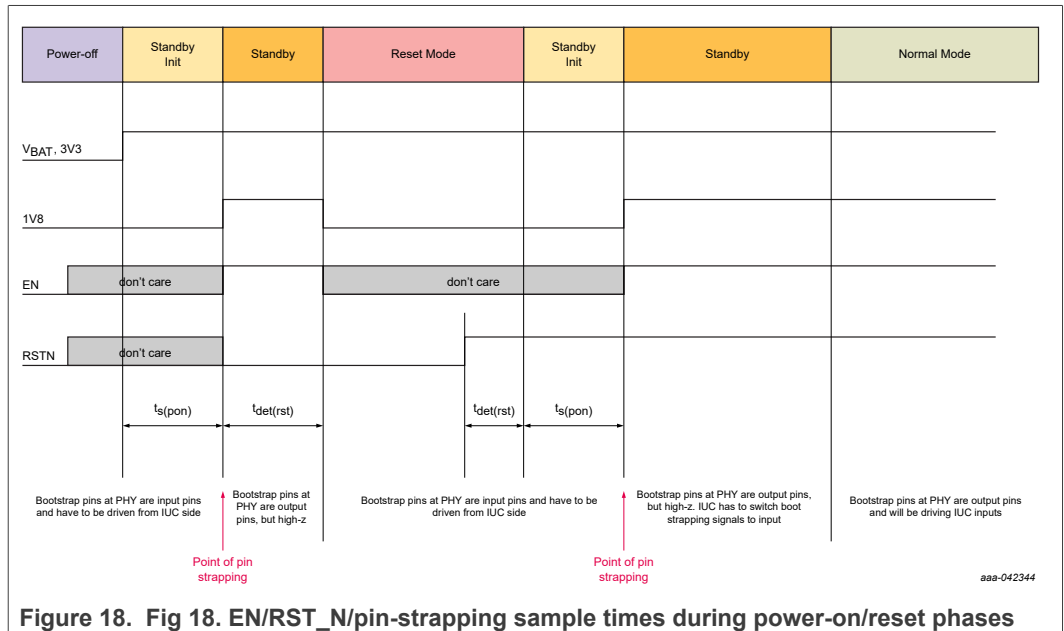 Power-off
Standby
Init
Standby
Reset Mode
Standby
Init
Standby
Normal Mode
VBAT, 3V3
1V8
EN
don't care
don't care
RSTN
don't care
ts(pon)
tdet(rst)
tdet(rst)
ts(pon)
Bootstrap pins at PHY are input pins
and have to be driven from IUC side
Bootstrap pins at
PHY are output
pins, but high-z
Bootstrap pins at PHY are input pins and have to be
driven from IUC side
Bootstrap pins at PHY are output pins,
but high-z. IUC has to switch boot
strapping signals to input
Bootstrap pins at PHY are output pins
and will be driving IUC inputs
Point of pin
strapping
Point of pin
strapping
aaa-042344
Figure 18. Fig 18. EN/RST_N/pin-strapping sample times during power-on/reset phases